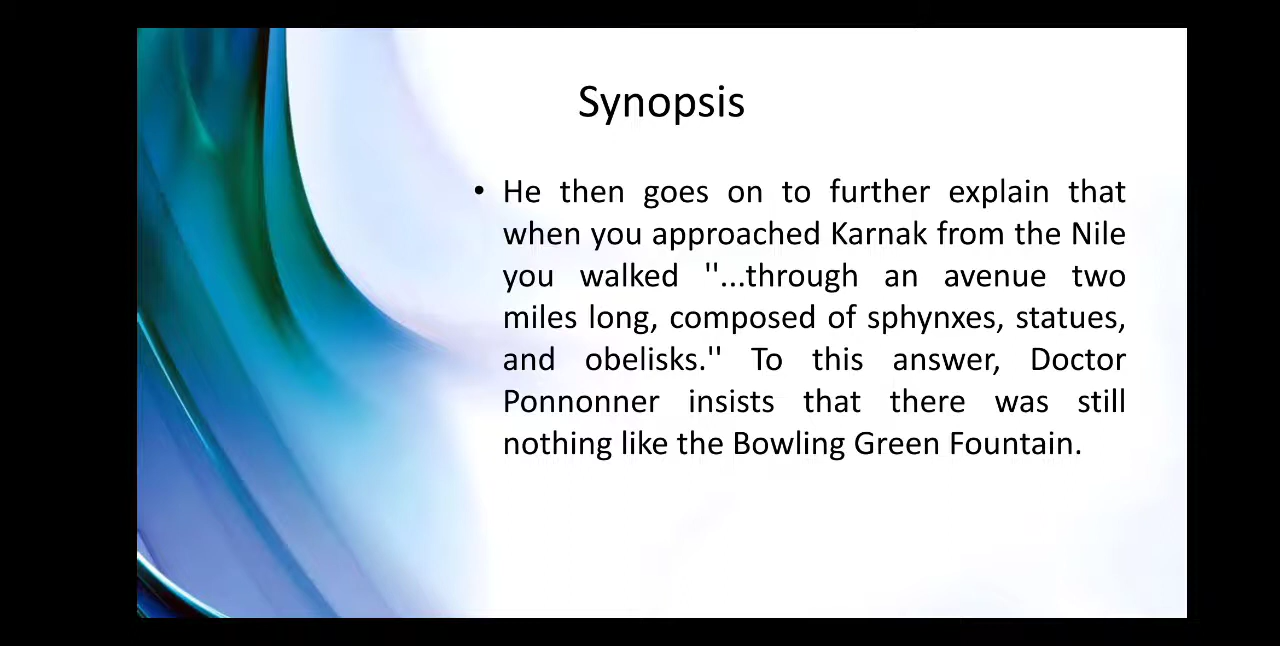 Synopsis
• He then goes on to further explain that
when you approached Karnak from the Nile
you walked "...through an avenue two
miles long, composed of sphynxes, statues,
and obelisks." To this answer, Doctor
Ponnonner insists that there was still
nothing like the Bowling Green Fountain.